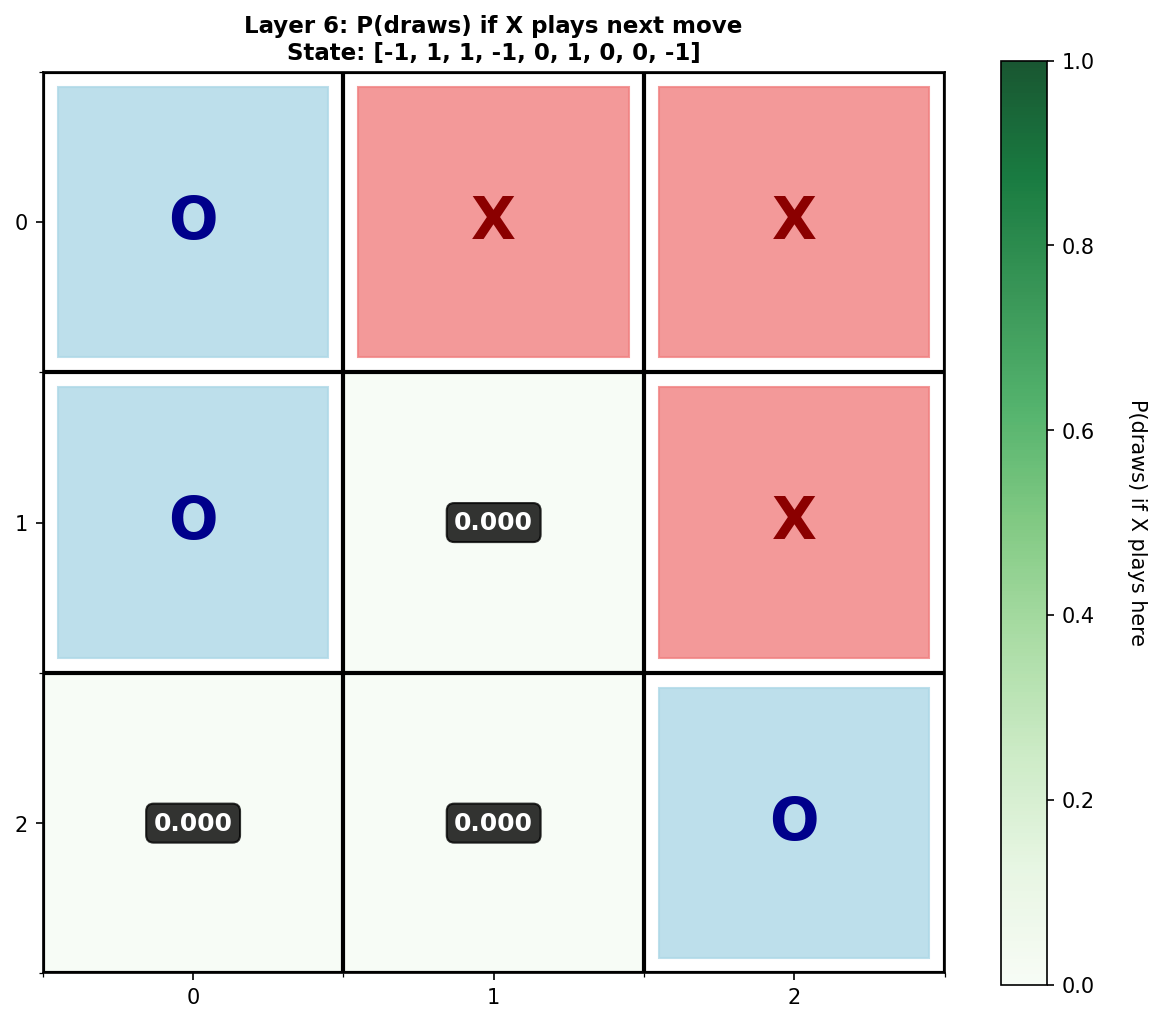 Layer 6: P(draws) if X plays next move
State: [-1, 1, 1, -1, 0, 1, 0, 0, -1]
0
O
X
X
1
O
0.000
X
2
0.000
0.000
O
0
1
2
1.0
0.8
0.6
0.4
0.2
0.0
P(draws) if X plays here